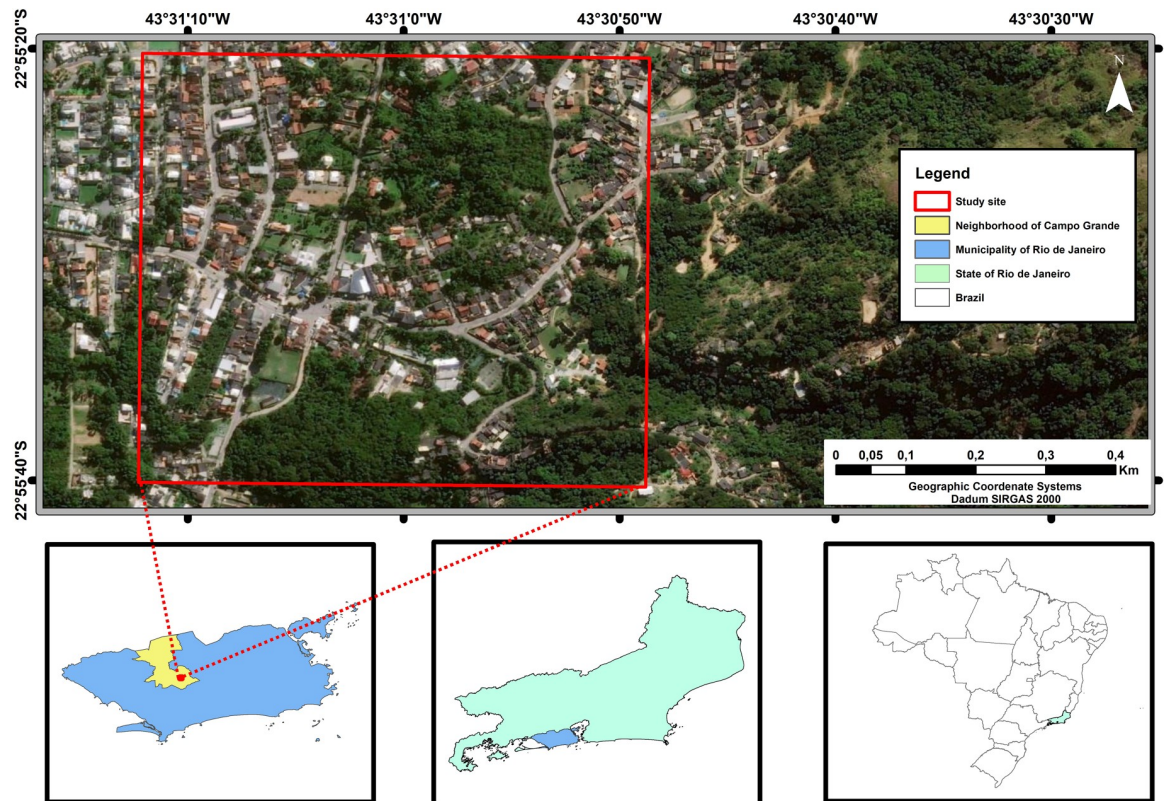 43°31'10"W 43°31'0"W 43°30'50"W 43°30'40"W 43°30'30"W
22°55'20"S
N
Legend
Study site
Neighborhood of Campo Grande
Municipality of Rio de Janeiro
State of Rio de Janeiro
Brazil
22°55'40"S
0 0,05 0,1 0,2 0,3 0,4
Km
Geographic Coordenate Systems
Dadum SIRGAS 2000